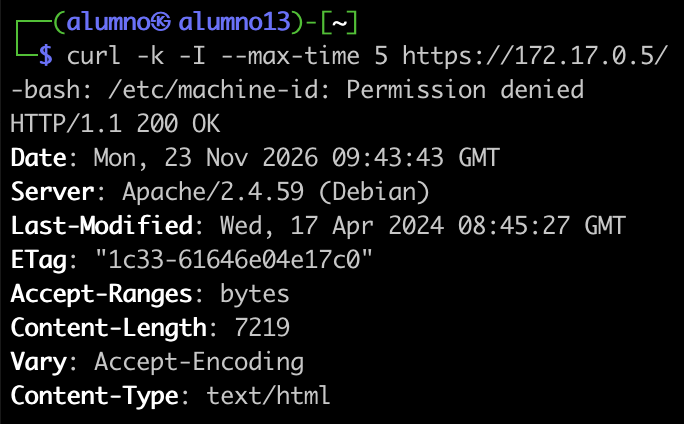 ┌──(alumno㉿ alumno13)-[~]
└─$ curl -k -I --max-time 5 https://172.17.0.5/
-bash: /etc/machine-id: Permission denied
HTTP/1.1 200 OK
Date: Mon, 23 Nov 2026 09:43:43 GMT
Server: Apache/2.4.59 (Debian)
Last-Modified: Wed, 17 Apr 2024 08:45:27 GMT
ETag: "1c33-61646e04e17c0"
Accept-Ranges: bytes
Content-Length: 7219
Vary: Accept-Encoding
Content-Type: text/html